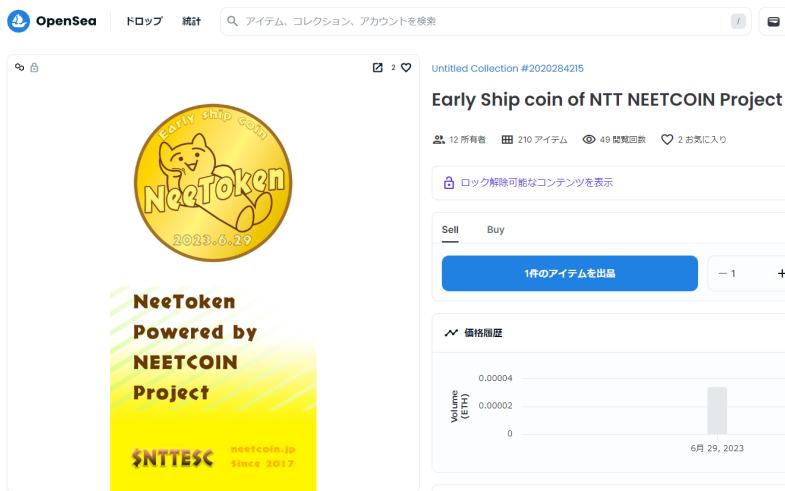 OpenSea
ドロップ
統計
アイテム、コレクション、アカウントを検索
/
2
Early ship coin
NeeToken
2023.6.29
NeeToken
Powered by
NEETCOIN
Project
$NTTESC
neetcoin.jp
Since 2017
Untitled Collection #2020284215
Early Ship coin of NTT NEETCOIN Project
12 所有者
210 アイテム
49 閲覧回数
2 お気に入り
ロック解除可能なコンテンツを表示
Sell
Buy
1件のアイテムを出品
— 1 +
価格履歴
Volume
(ETH)
0.00004
0.00002
0
6月 29, 2023